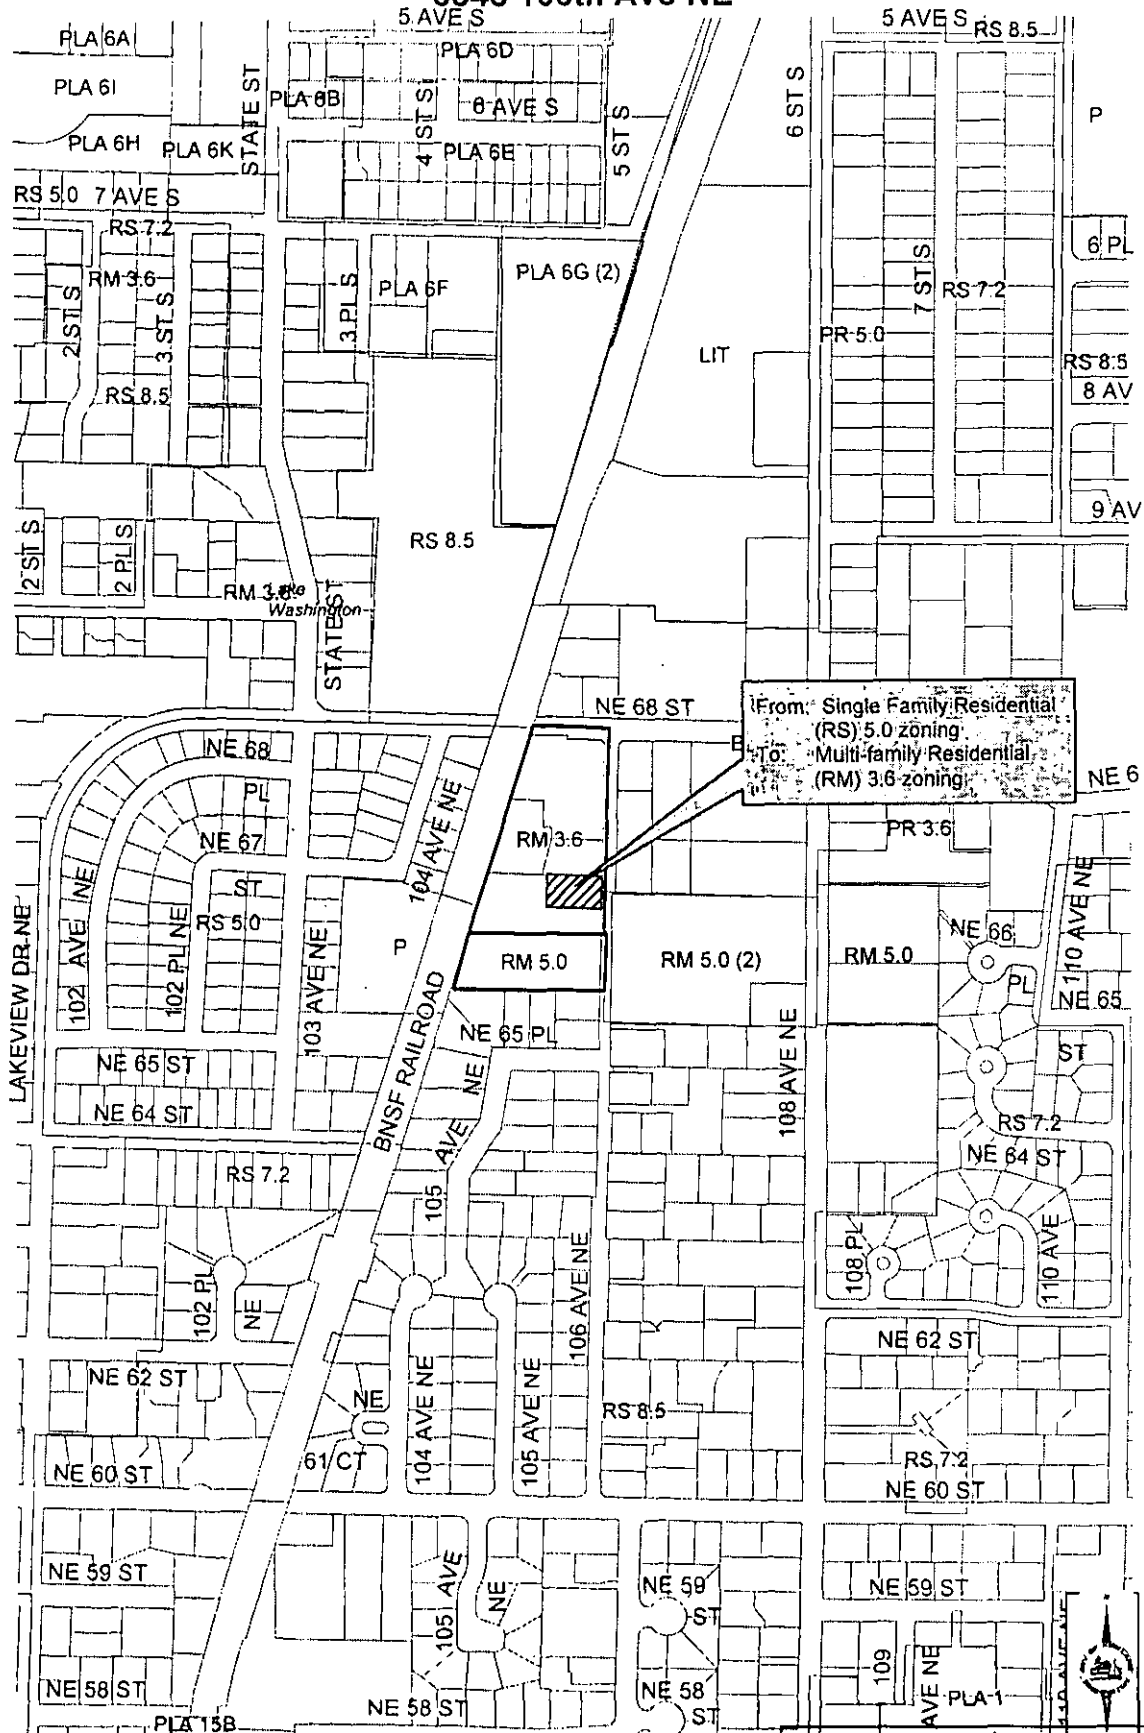 5 AVE S
5 AVE S
RS 8.5
PLA 6A
PLA 6D
PLA 6I
STATE ST
PLA 6B
4 ST S
6 AVE S
5 ST S
6 ST S
P
PLA 6H
PLA 6K
PLA 6E
RS 5.0
7 AVE S
RS 7.2
6 PL
RM 3.6
2 ST S
3 ST S
3 PL S
PLA 6F
PLA 6G (2)
7 ST S
RS 7.2
LIT
PR 5.0
RS 8.5
8 AV
RS 8.5
9 AV
2 ST S
2 PL S
RS 8.5
RM 3.6
Washington
STATE ST
NE 68 ST
From: Single Family Residential
(RS) 5.0 zoning
To: Multi-family Residential
(RM) 3.6 zoning
B
NE 68
PL
NE 67
ST
RS 5.0
104 AVE NE
RM 3.6
NE 6
PR 3.6
LAKEVIEW DR NE
102 AVE NE
102 PL NE
103 AVE NE
P
RM 5.0
RM 5.0 (2)
RM 5.0
NE 66
PL
110 AVE NE
NE 65
ST
BNSF RAILROAD
NE 65 PL
108 AVE NE
NE 65 ST
NE 64 ST
105 AVE NE
RS 7.2
NE 64 ST
RS 7.2
102 PL
NE
106 AVE NE
108 PL
110 AVE
NE 62 ST
NE 62 ST
NE
61 CT
104 AVE NE
105 AVE NE
RS 8.5
RS 7.2
NE 60 ST
NE 60 ST
NE 59 ST
105 AVE
NE
NE 59
ST
NE 59 ST
NE 58 ST
PLA 15B
NE 58 ST
NE 58
ST
109
AVE NE
PLA 1